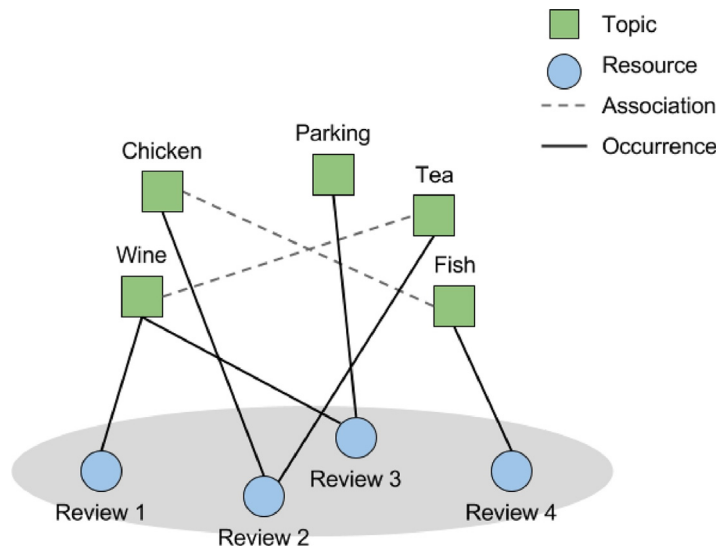 Topic
Resource
Association
Occurrence
Parking
Chicken
Tea
Wine
Fish
Review 3
Review 1
Review 4
Review 2